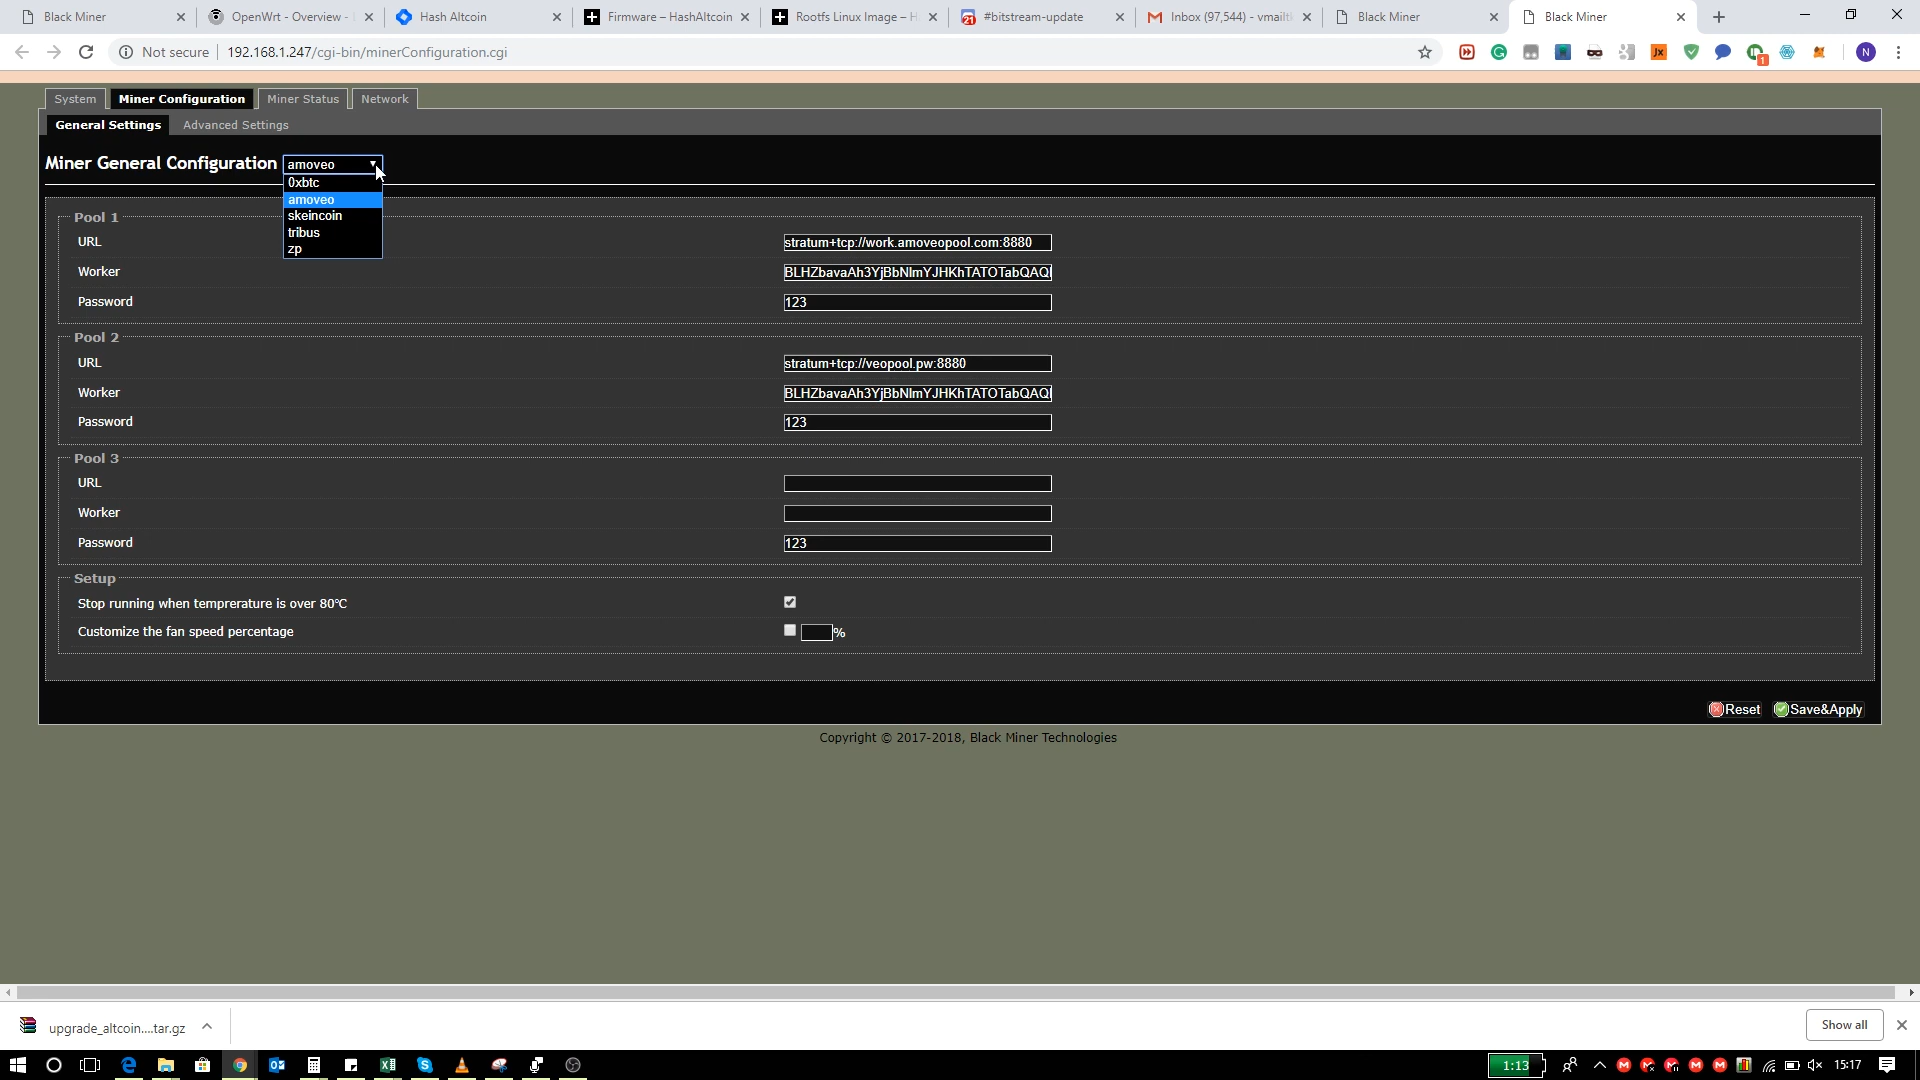 Black Miner
OpenWrt - Overview -
Hash Altcoin
Firmware – HashAltcoin
Rootfs Linux Image –
#bitstream-update
Inbox (97,544) - vmailt
Black Miner
Black Miner
Not secure
192.168.1.247/cgi-bin/minerConfiguration.cgi
N
System
Miner Configuration
Miner Status
Network
General Settings
Advanced Settings
Miner General Configuration
amoveo
0xbtc
amoveo
skeincoin
tribus
zp
Pool 1
URL
stratum+tcp://work.amoveopool.com:8880
Worker
BLHZbavaAh3YjBbNlmYJHKhTATOTabQAQI
Password
123
Pool 2
URL
stratum+tcp://veopool.pw:8880
Worker
BLHZbavaAh3YjBbNlmYJHKhTATOTabQAQI
Password
123
Pool 3
URL
Worker
Password
123
Setup
Stop running when temprerature is over 80℃
Customize the fan speed percentage
%
Reset
Save&Apply
Copyright © 2017-2018, Black Miner Technologies
upgrade_altcoin....tar.gz
Show all
1:13
15:17